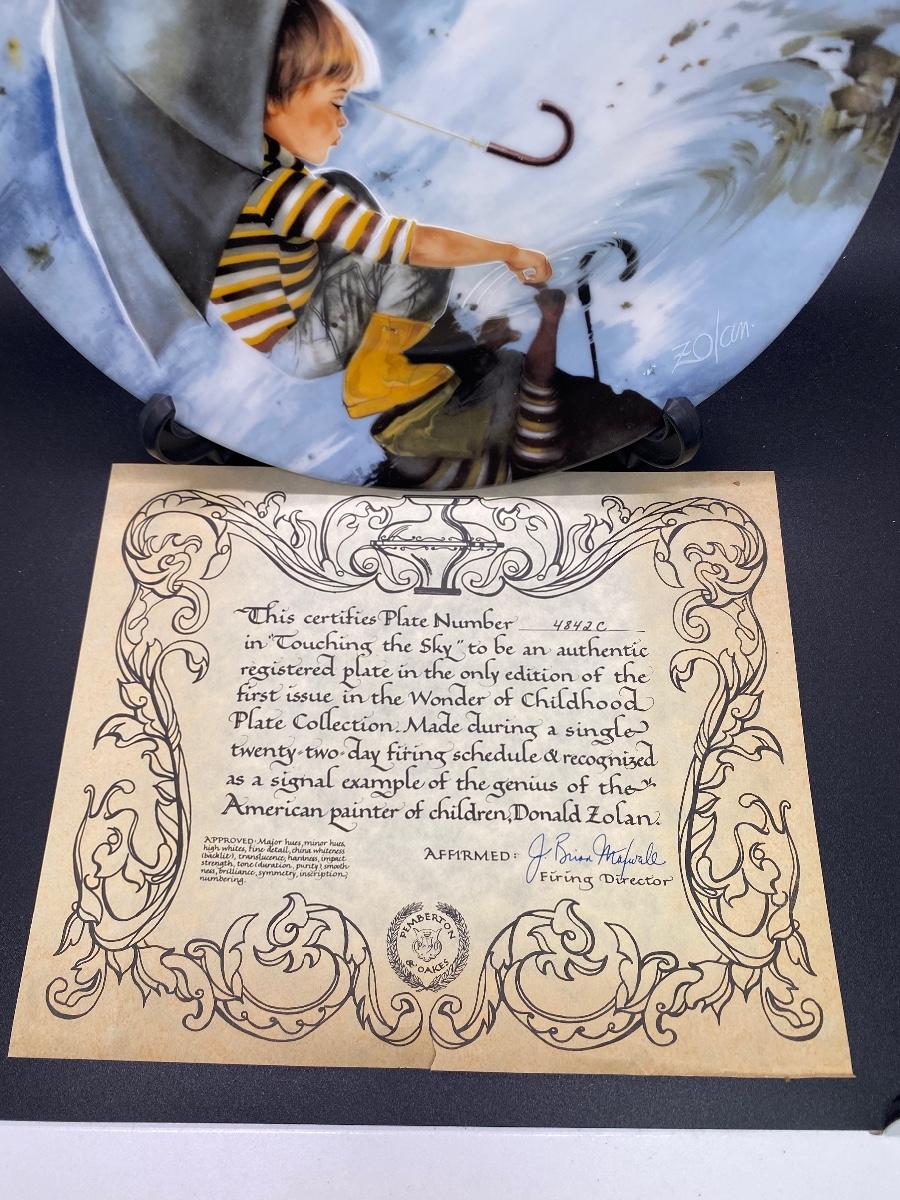 Zolan.
This certifies Plate Number 4842C
in "Touching the Sky" to be an authentic
registered plate in the only edition of the
first issue in the Wonder of Childhood
Plate Collection. Made during a single
twenty-two-day firing schedule & recognized
as a signal example of the genius of the
American painter of children, Donald Zolan.
APPROVED: Major hues, minor hues,
high whites, fine detail, china whiteness
(backlit), translucence, hardness, impact
strength, tone (duration, purity) smooth-
ness, brilliance, symmetry, inscription,
numbering.
AFFIRMED: J. Brian
Firing Director
PEMBERTON
& OAKES